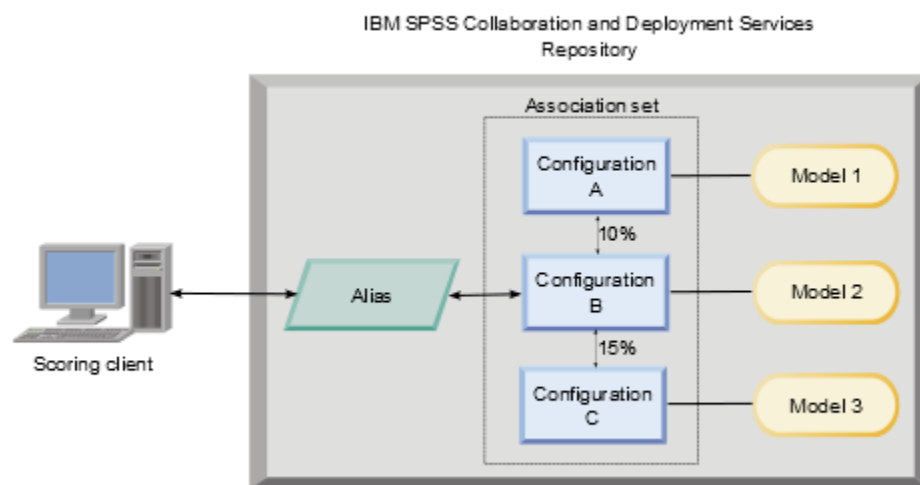 IBM SPSS Collaboration and Deployment Services
Repository
Association set
Configuration
A
Model 1
10%
Scoring client
Alias
Configuration
B
Model 2
15%
Configuration
C
Model 3